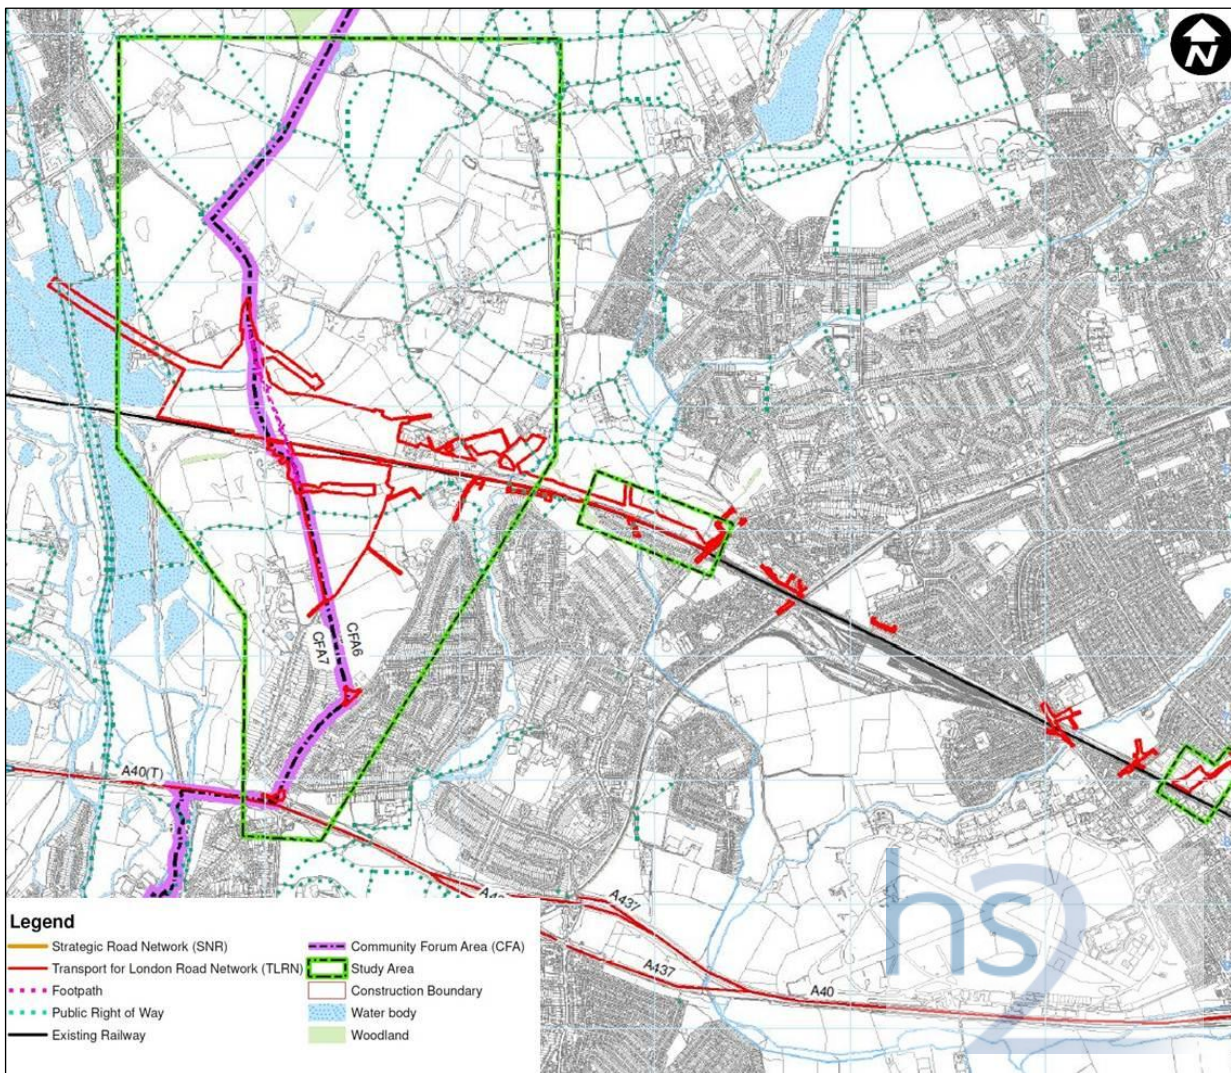 N
CFA6
CFA7
A40(T)
A437
A437
A40
hs2
Legend
Strategic Road Network (SNR)
Transport for London Road Network (TLRN)
Footpath
Public Right of Way
Existing Railway
Community Forum Area (CFA)
Study Area
Construction Boundary
Water body
Woodland